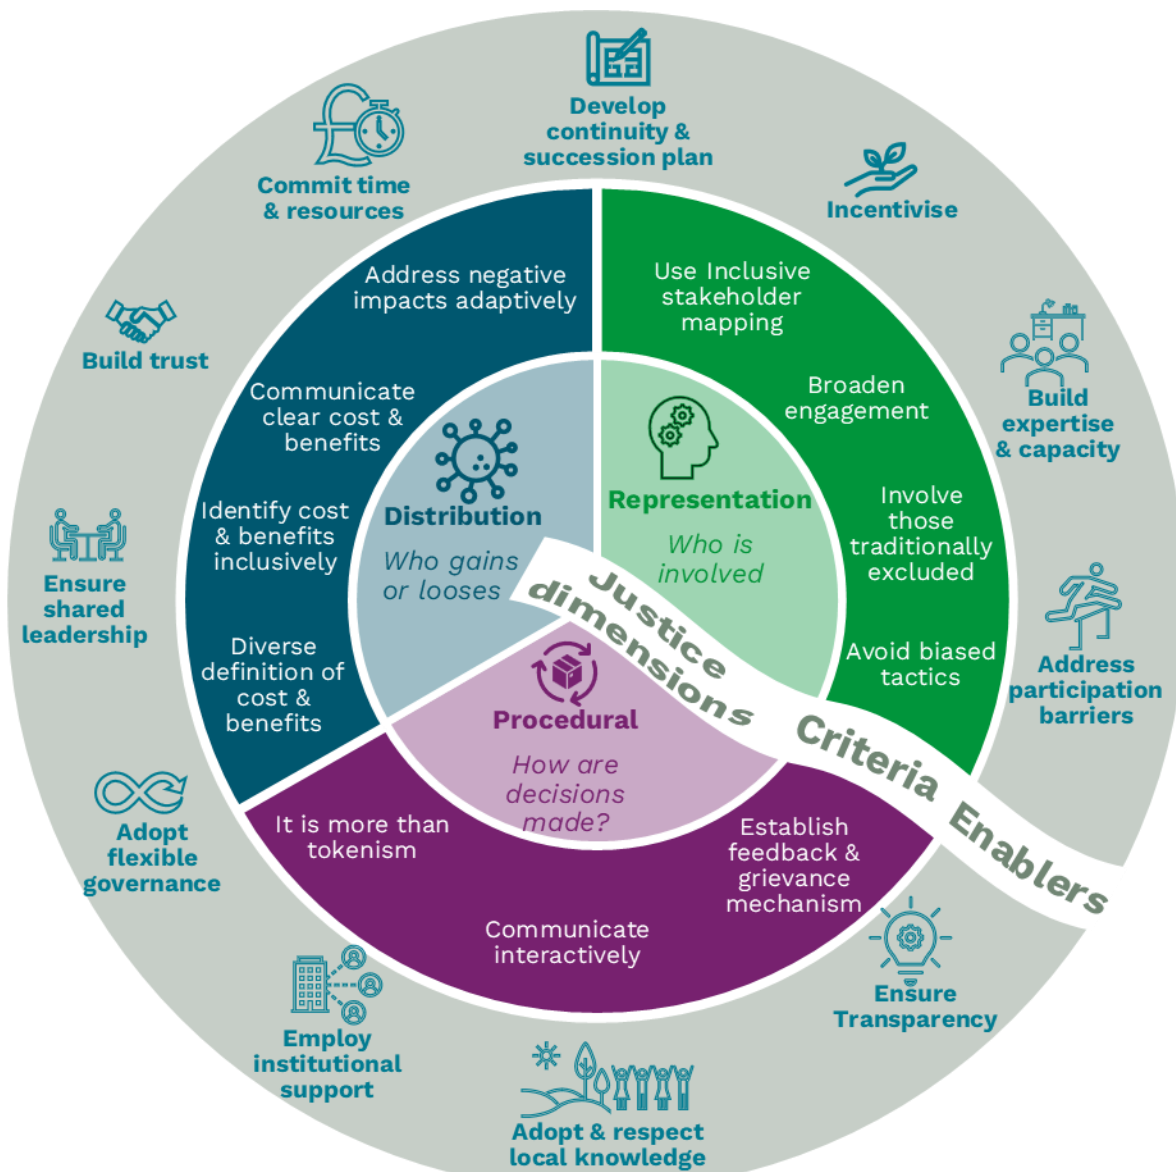 Develop
continuity &
succession plan
Incentivise
Build
expertise
& capacity
Address
participation
barriers
Ensure
Transparency
Adopt & respect
local knowledge
Employ
institutional
support
Adopt
flexible
governance
Ensure
shared
leadership
Build trust
Commit time
& resources
Address negative
impacts adaptively
Communicate
clear cost &
benefits
Identify cost
& benefits
inclusively
Diverse
definition of
cost &
benefits
Use Inclusive
stakeholder
mapping
Broaden
engagement
Involve
those
traditionally
excluded
Avoid biased
tactics
It is more than
tokenism
Communicate
interactively
Establish
feedback &
grievance
mechanism
Distribution
Who gains
or looses
Representation
Who is
involved
Procedural
How are
decisions
made?
Justice
dimensions
Criteria
Enablers